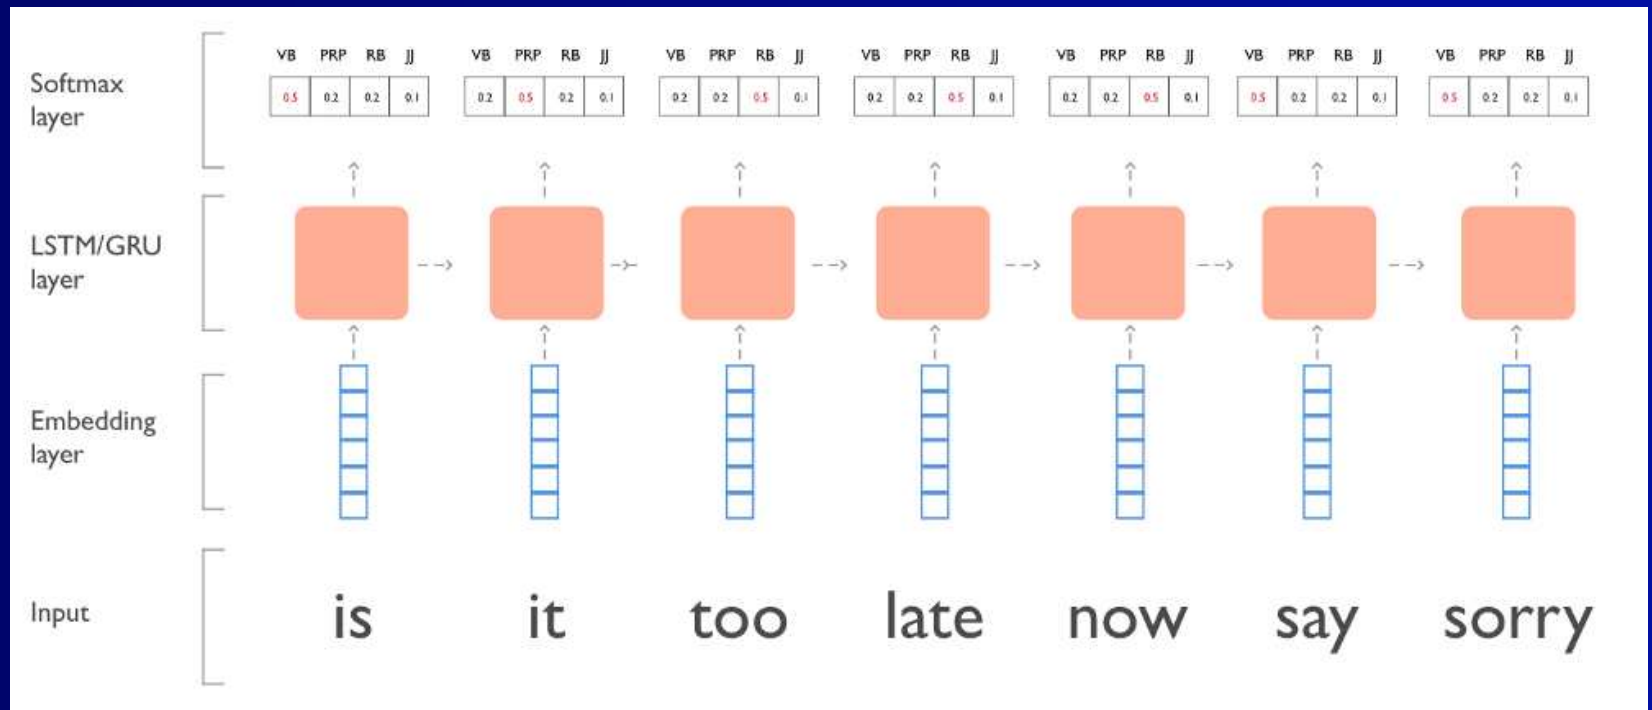 Softmax
layer
VB PRP RB JJ
0.5 0.2 0.2 0.1
VB PRP RB JJ
0.2 0.5 0.2 0.1
VB PRP RB JJ
0.2 0.2 0.5 0.1
VB PRP RB JJ
0.2 0.2 0.5 0.1
VB PRP RB JJ
0.2 0.2 0.5 0.1
VB PRP RB JJ
0.5 0.2 0.2 0.1
VB PRP RB JJ
0.5 0.2 0.2 0.1
LSTM/GRU
layer
Embedding
layer
Input
is it too late now say sorry